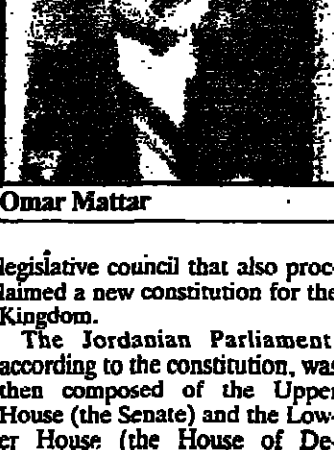 Omar Mattar
legislative council that also proc-
laimed a new constitution for the
Kingdom.
The Jordanian Parliament
according to the constitution, was
then composed of the Upper
House (the Senate) and the Low-
er House (the House of De-